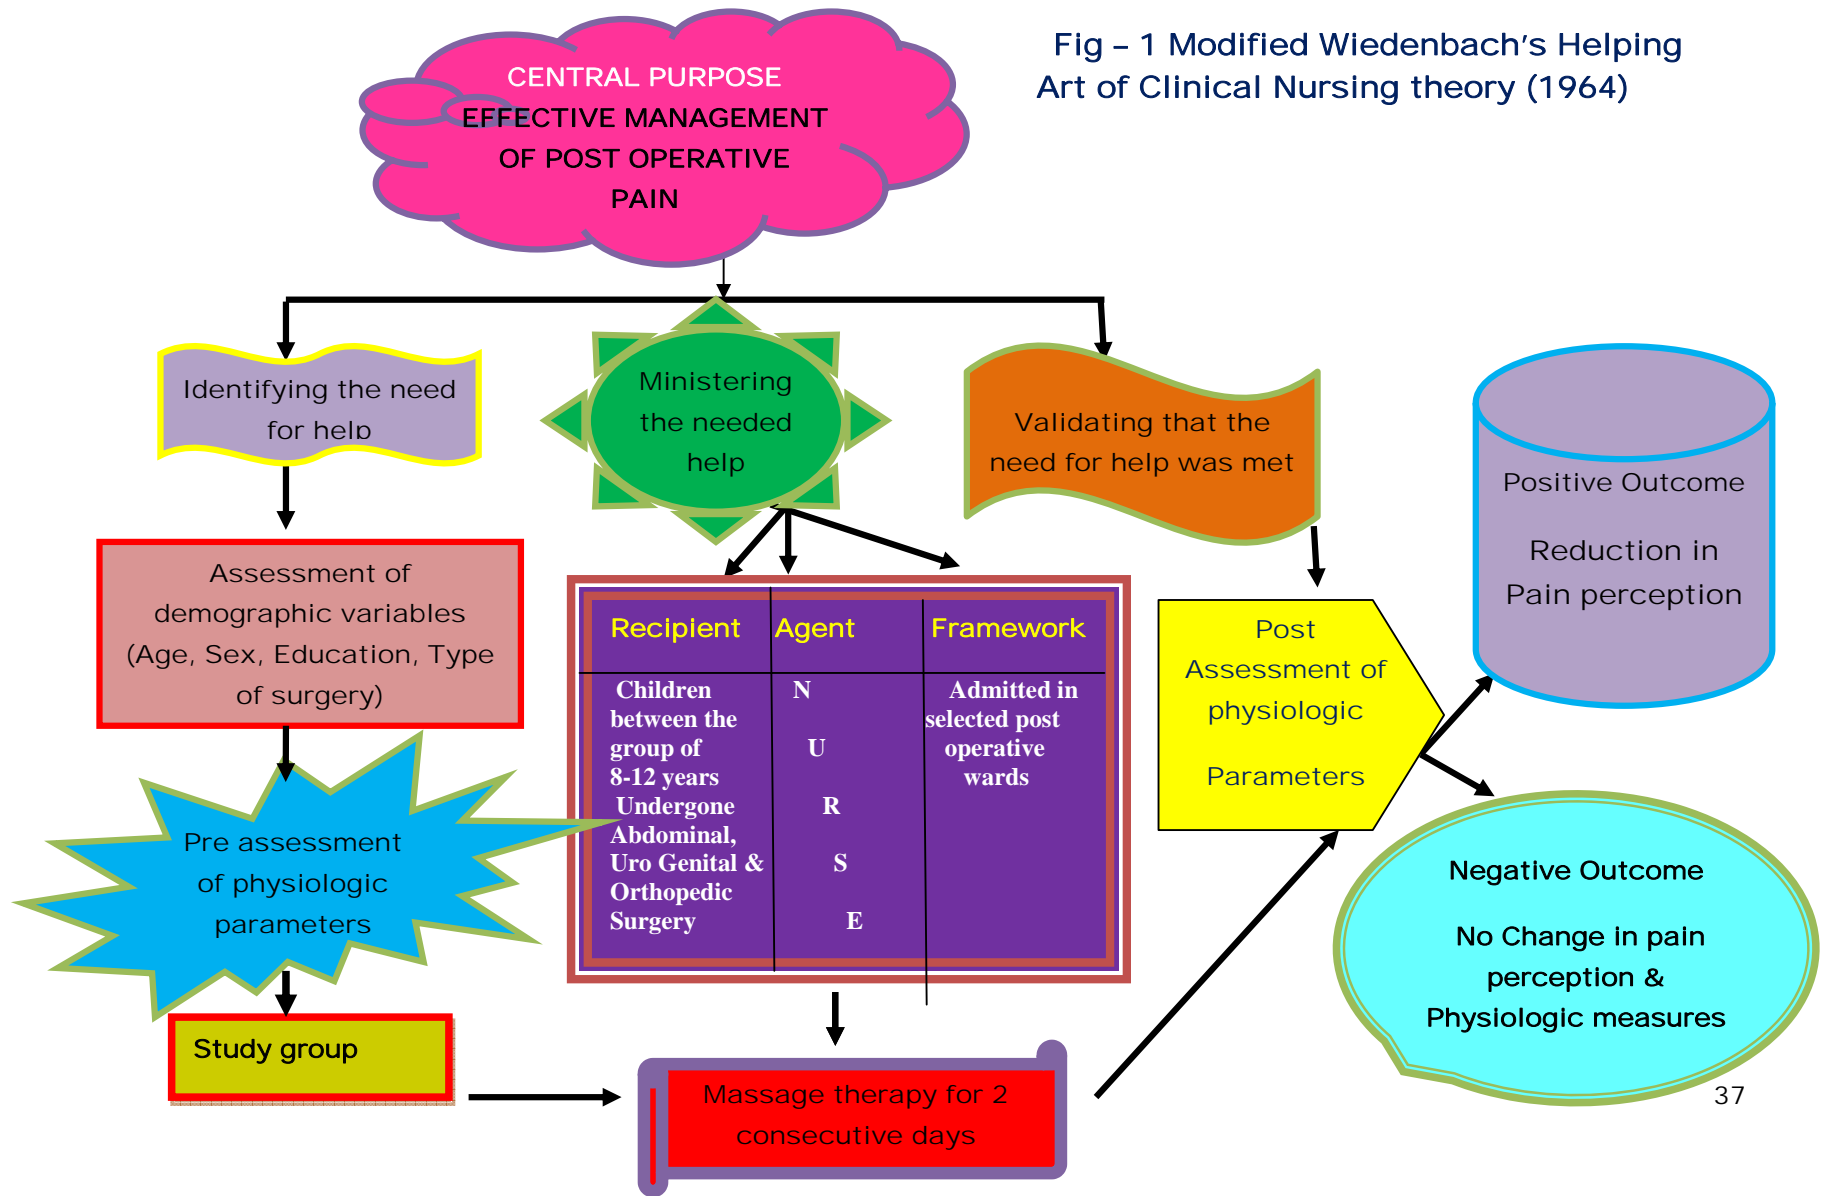 Fig – 1 Modified Wiedenbach’s Helping
Art of Clinical Nursing theory (1964)
CENTRAL PURPOSE
EFFECTIVE MANAGEMENT
OF POST OPERATIVE
PAIN
Identifying the need
for help
Ministering
the needed
help
Validating that the
need for help was met
Assessment of
demographic variables
(Age, Sex, Education, Type
of surgery)
Pre assessment
of physiologic
parameters
Study group
Recipient
Children
between the
group of
8-12 years
Undergone
Abdominal,
Uro Genital &
Orthopedic
Surgery
Agent
N
U
R
S
E
Framework
Admitted in
selected post
operative
wards
Massage therapy for 2
consecutive days
Post
Assessment of
physiologic
Parameters
Positive Outcome
Reduction in
Pain perception
Negative Outcome
No Change in pain
perception &
Physiologic measures
37